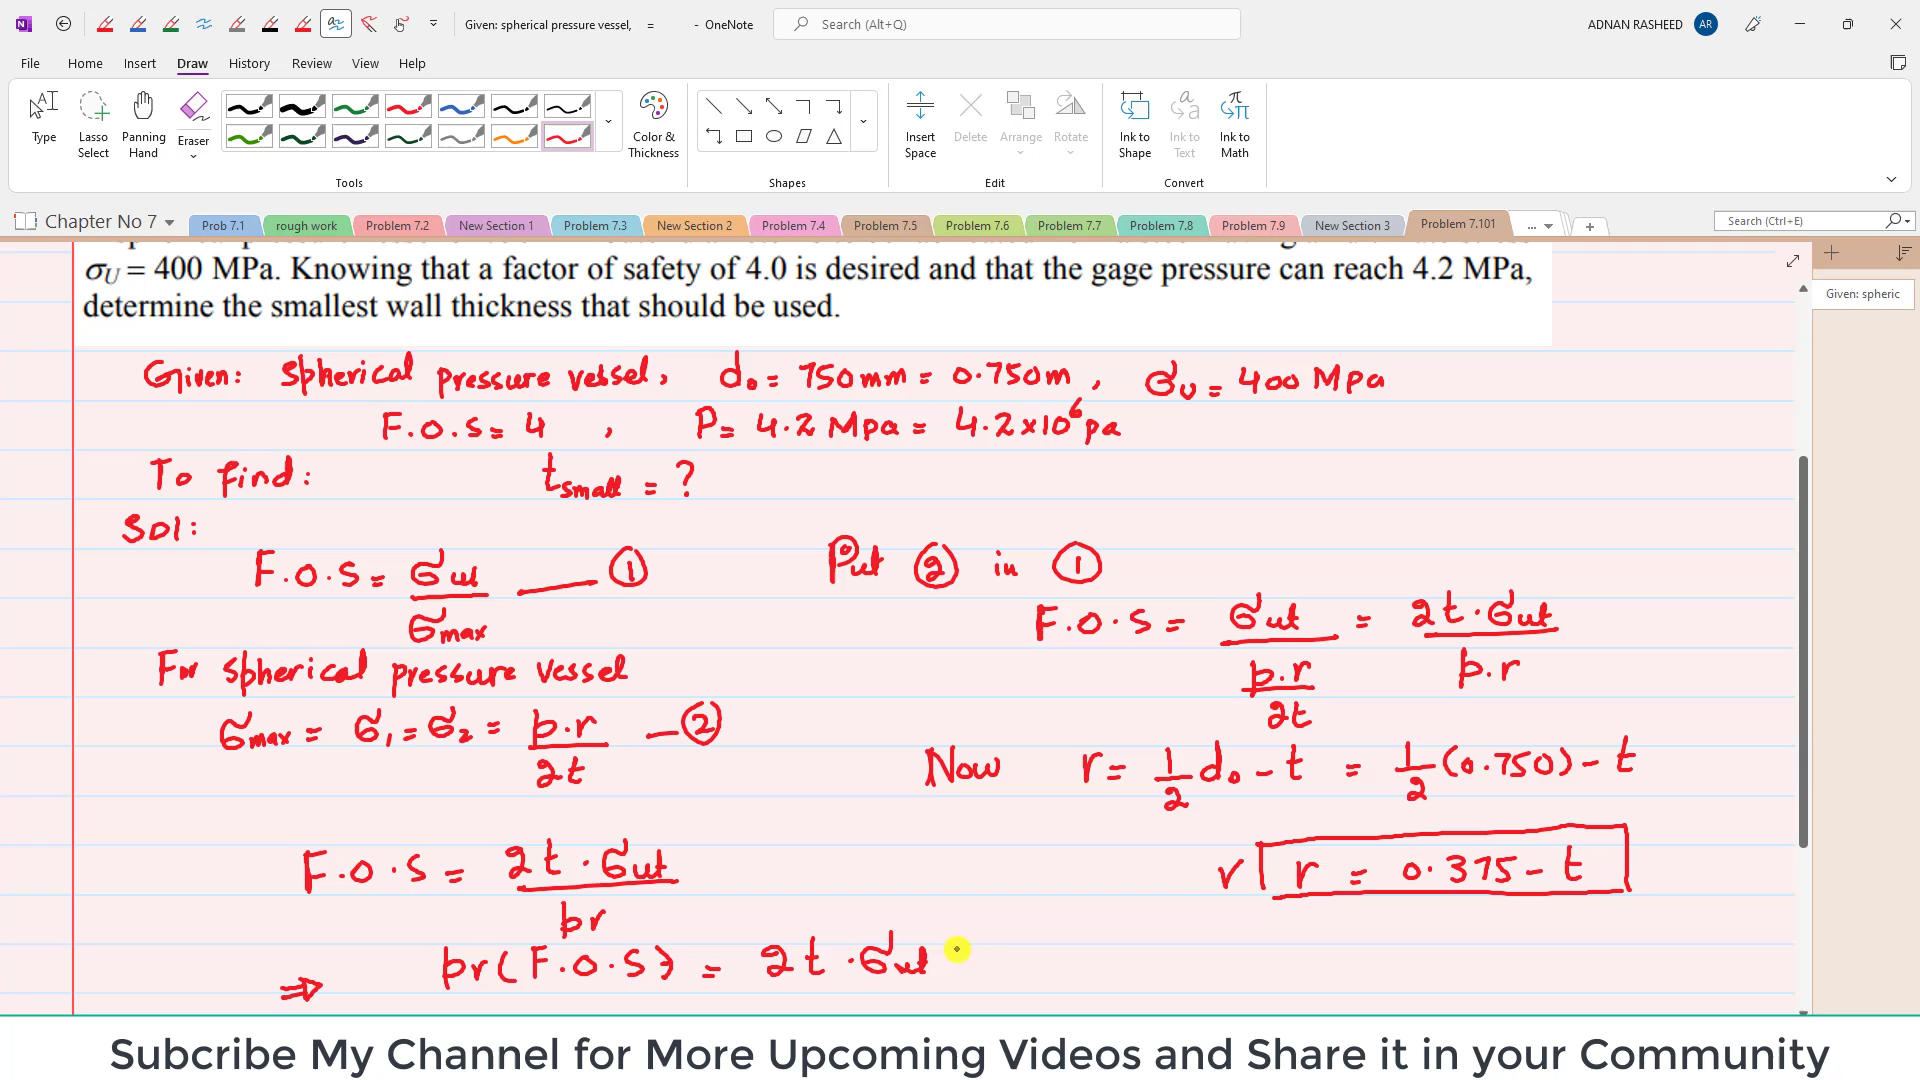 Given: spherical pressure vessel, = - OneNote
Search (Alt+Q)
ADNAN RASHEED AR
File Home Insert Draw History Review View Help
Type
Lasso Select
Panning Hand
Eraser
Color & Thickness
Insert Space
Delete
Arrange
Rotate
Ink to Shape
Ink to Text
Ink to Math
Tools Shapes Edit Convert
Chapter No 7
Prob 7.1 rough work Problem 7.2 New Section 1 Problem 7.3 New Section 2 Problem 7.4 Problem 7.5 Problem 7.6 Problem 7.7 Problem 7.8 Problem 7.9 New Section 3 Problem 7.101 ...
Search (Ctrl+E)
Given: spheric
σU = 400 MPa. Knowing that a factor of safety of 4.0 is desired and that the gage pressure can reach 4.2 MPa,
determine the smallest wall thickness that should be used.
Given: Spherical pressure vessel, do = 750mm = 0.750m, σU = 400 MPa
F.O.S = 4 , P = 4.2 Mpa = 4.2×10⁶ pa
To find: tsmall = ?
Sol:
F.O.S = σut / σmax — ①
For spherical pressure vessel
σmax = σ1 = σ2 = p.r / 2t — ②
Put ② in ①
F.O.S = σut / (p.r / 2t) = 2t.σut / p.r
Now r = 1/2 do - t = 1/2 (0.750) - t
r r = 0.375 - t
F.O.S = 2t.σut / pr
⇒ pr(F.O.S) = 2t.σut
Subcribe My Channel for More Upcoming Videos and Share it in your Community